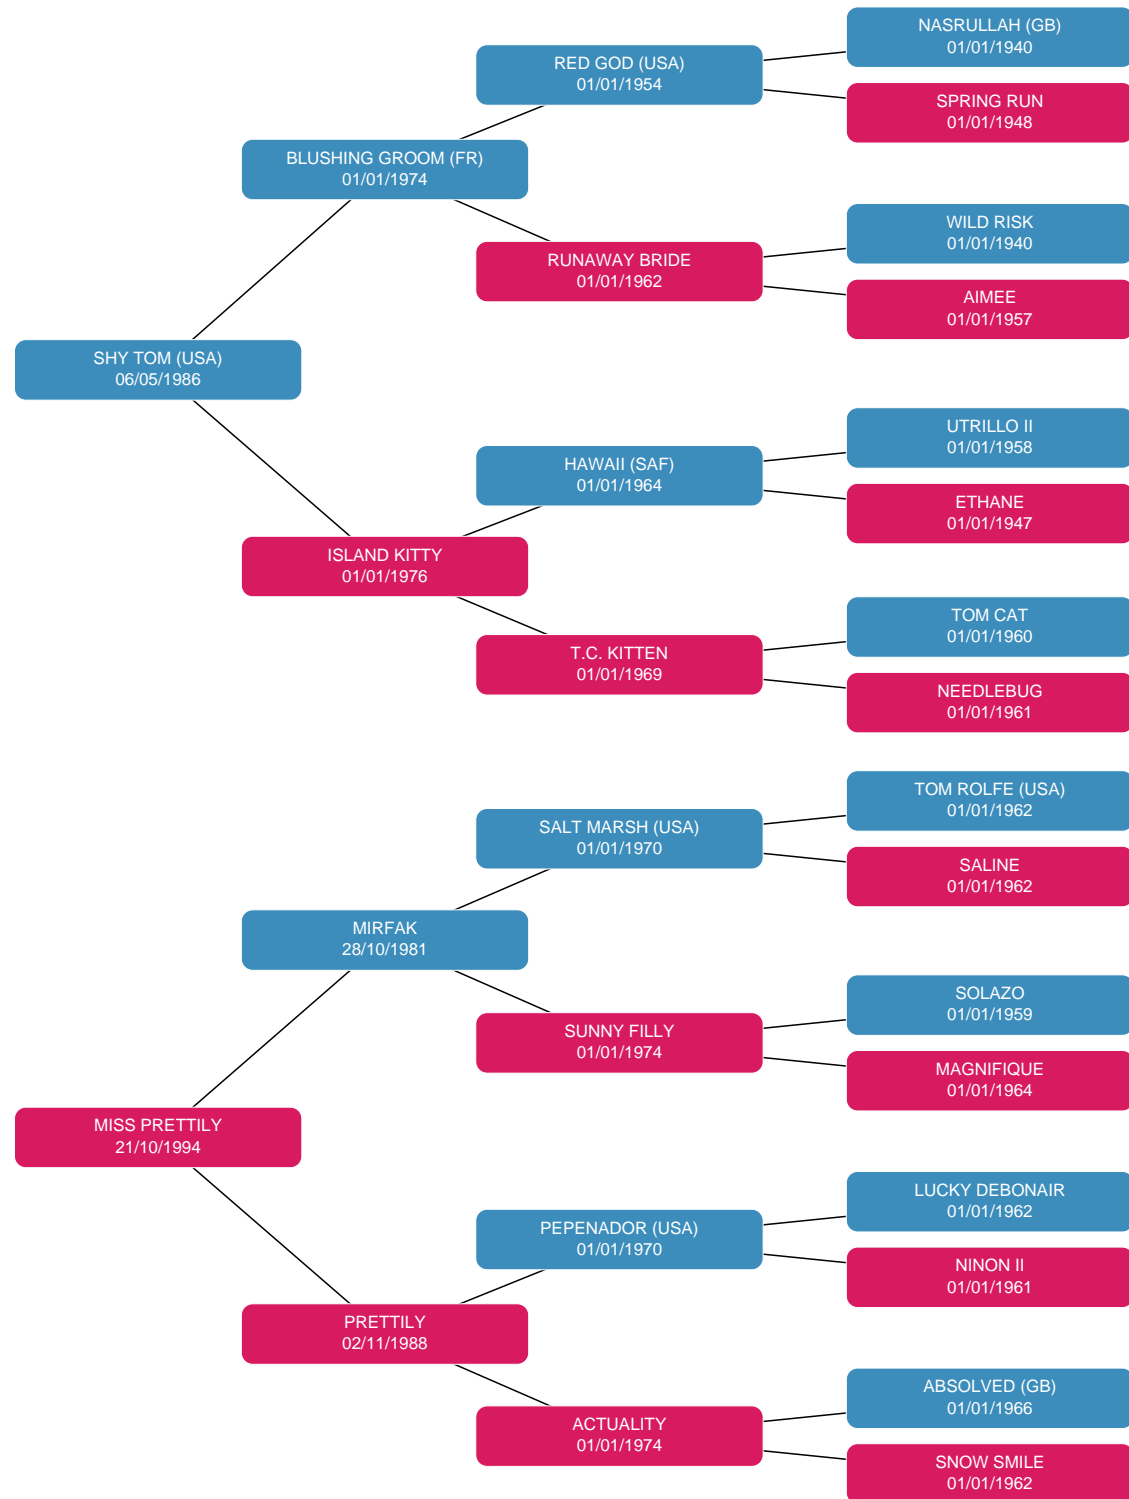 NASRULLAH (GB)
01/01/1940
RED GOD (USA)
01/01/1954
SPRING RUN
01/01/1948
BLUSHING GROOM (FR)
01/01/1974
WILD RISK
01/01/1940
RUNAWAY BRIDE
01/01/1962
AIMEE
01/01/1957
SHY TOM (USA)
06/05/1986
UTRILLO II
01/01/1958
HAWAII (SAF)
01/01/1964
ETHANE
01/01/1947
ISLAND KITTY
01/01/1976
TOM CAT
01/01/1960
T.C. KITTEN
01/01/1969
NEEDLEBUG
01/01/1961
TOM ROLFE (USA)
01/01/1962
SALT MARSH (USA)
01/01/1970
SALINE
01/01/1962
MIRFAK
28/10/1981
SOLAZO
01/01/1959
SUNNY FILLY
01/01/1974
MAGNIFIQUE
01/01/1964
MISS PRETTILY
21/10/1994
LUCKY DEBONAIR
01/01/1962
PEPENADOR (USA)
01/01/1970
NINON II
01/01/1961
PRETTILY
02/11/1988
ABSOLVED (GB)
01/01/1966
ACTUALITY
01/01/1974
SNOW SMILE
01/01/1962